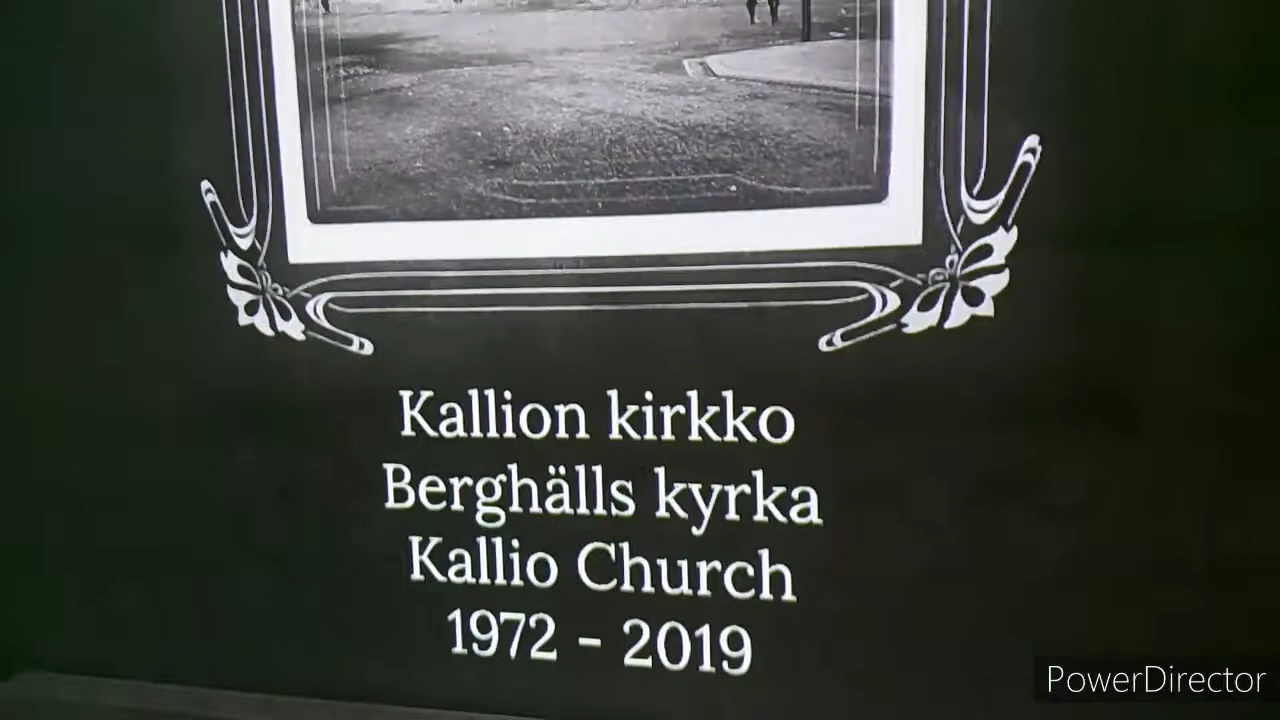 Kallion kirkko
Berghälls kyrka
Kallio Church
1972 - 2019
PowerDirector